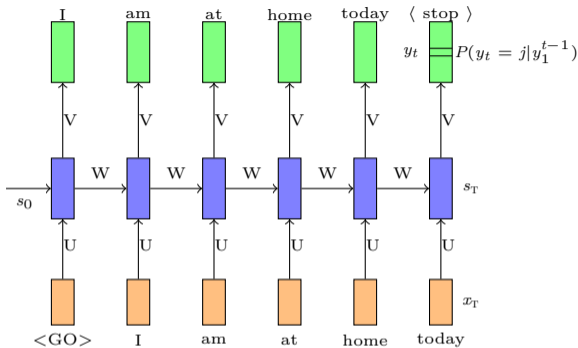 I am at home today ⟨ stop ⟩
y_t P(y_t = j|y_1^{t−1})
V V V V V V
W W W W W
s_0 s_T
U U U U U U
x_T
<GO> I am at home today